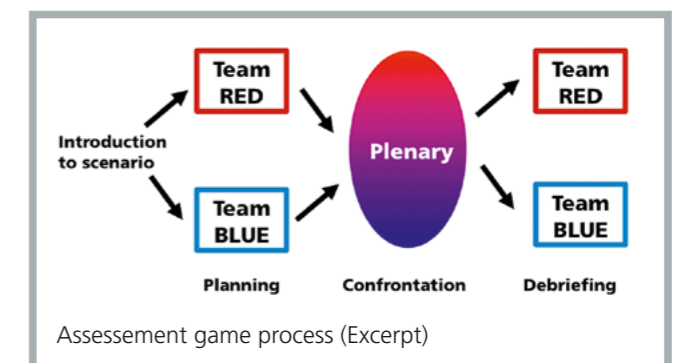 Team
RED
Team
RED
Introduction
to scenario
Plenary
Team
BLUE
Team
BLUE
Planning
Confrontation
Debriefing
Assessement game process (Excerpt)